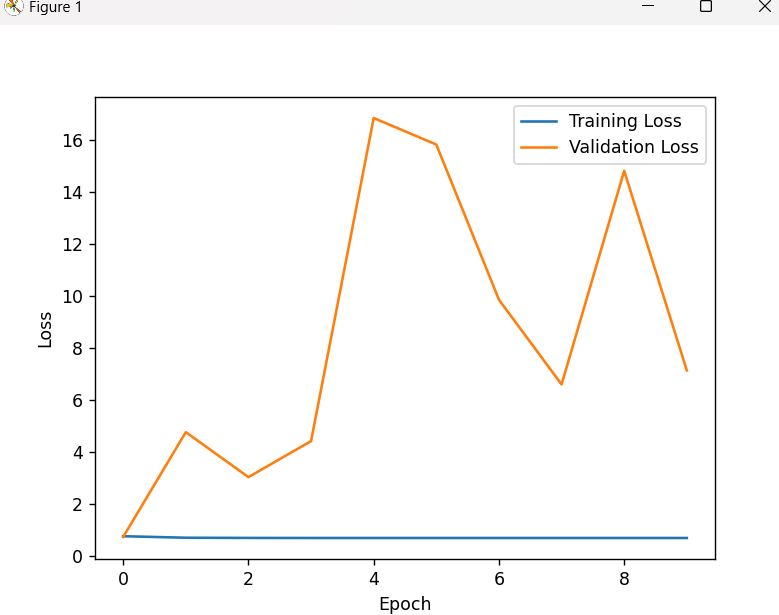 Figure 1
Training Loss
Validation Loss
16
14
12
10
8
6
4
2
0
Loss
0 2 4 6 8
Epoch